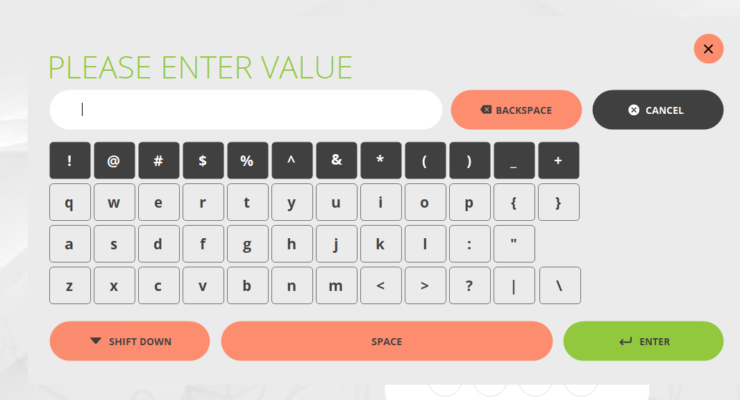 PLEASE ENTER VALUE
BACKSPACE CANCEL
! @ # $ % ^ & * ( ) _ +
q w e r t y u i o p { }
a s d f g h j k l : "
z x c v b n m < > ? | \
SHIFT DOWN SPACE ENTER